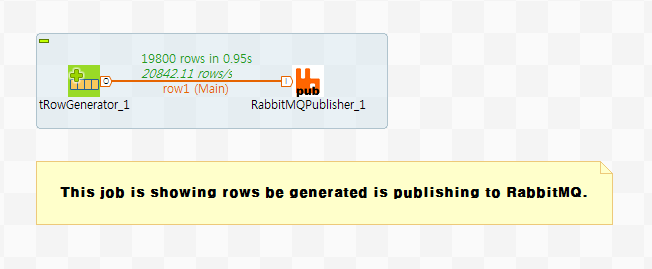 19800 rows in 0.95s
20842.11 rows/s
row1 (Main)
pub
tRowGenerator_1
RabbitMQPublisher_1
This job is showing rows be generated is publishing to RabbitMQ.